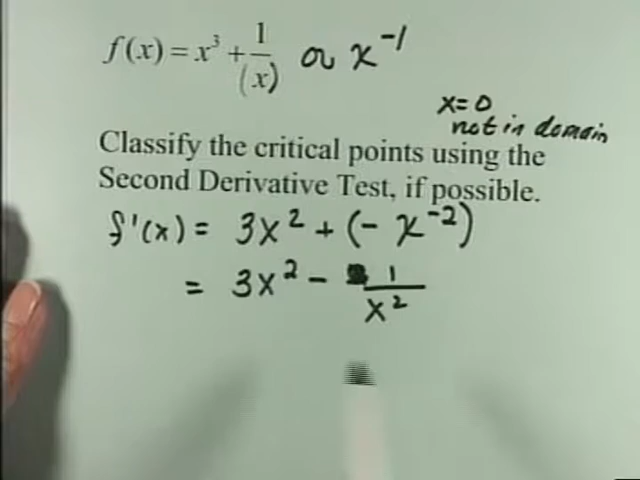 f(x) = x³ + 1/(x) or x⁻¹
x=0
not in domain
Classify the critical points using the
Second Derivative Test, if possible.
f'(x) = 3x² + (- x⁻²)
= 3x² - 1/x²